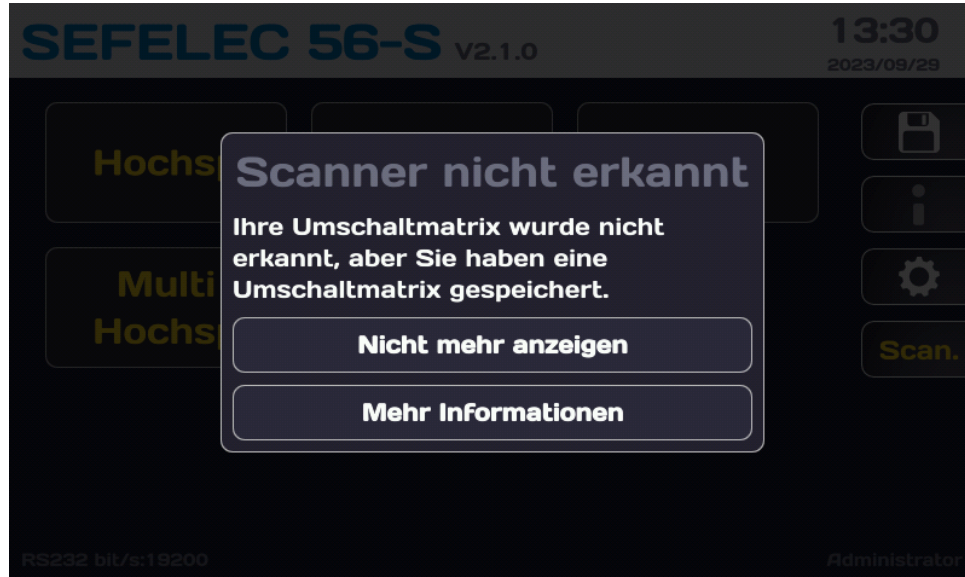 SEFELEC 56-S V2.1.0
13:30
2023/09/29
Hochs
Scanner nicht erkannt
Ihre Umschaltmatrix wurde nicht
erkannt, aber Sie haben eine
Umschaltmatrix gespeichert.
Multi
Hochs
Nicht mehr anzeigen
Scan.
Mehr Informationen
RS232 bit/s:19200
Administrator